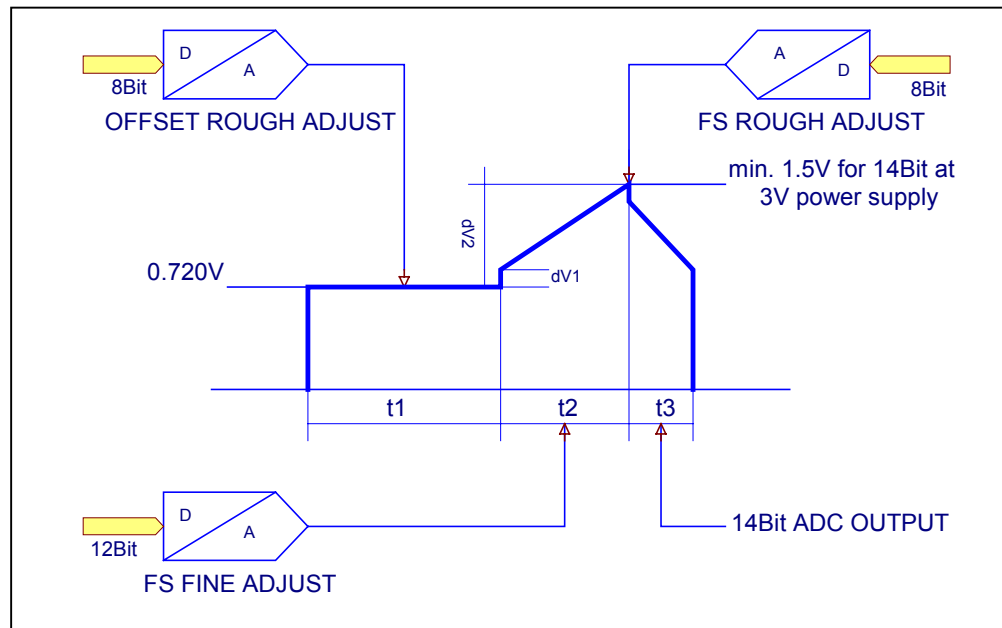 D
A
8Bit
OFFSET ROUGH ADJUST
A
D
8Bit
FS ROUGH ADJUST
min. 1.5V for 14Bit at
3V power supply
dV2
0.720V
dV1
t1
t2
t3
D
A
12Bit
FS FINE ADJUST
14Bit ADC OUTPUT